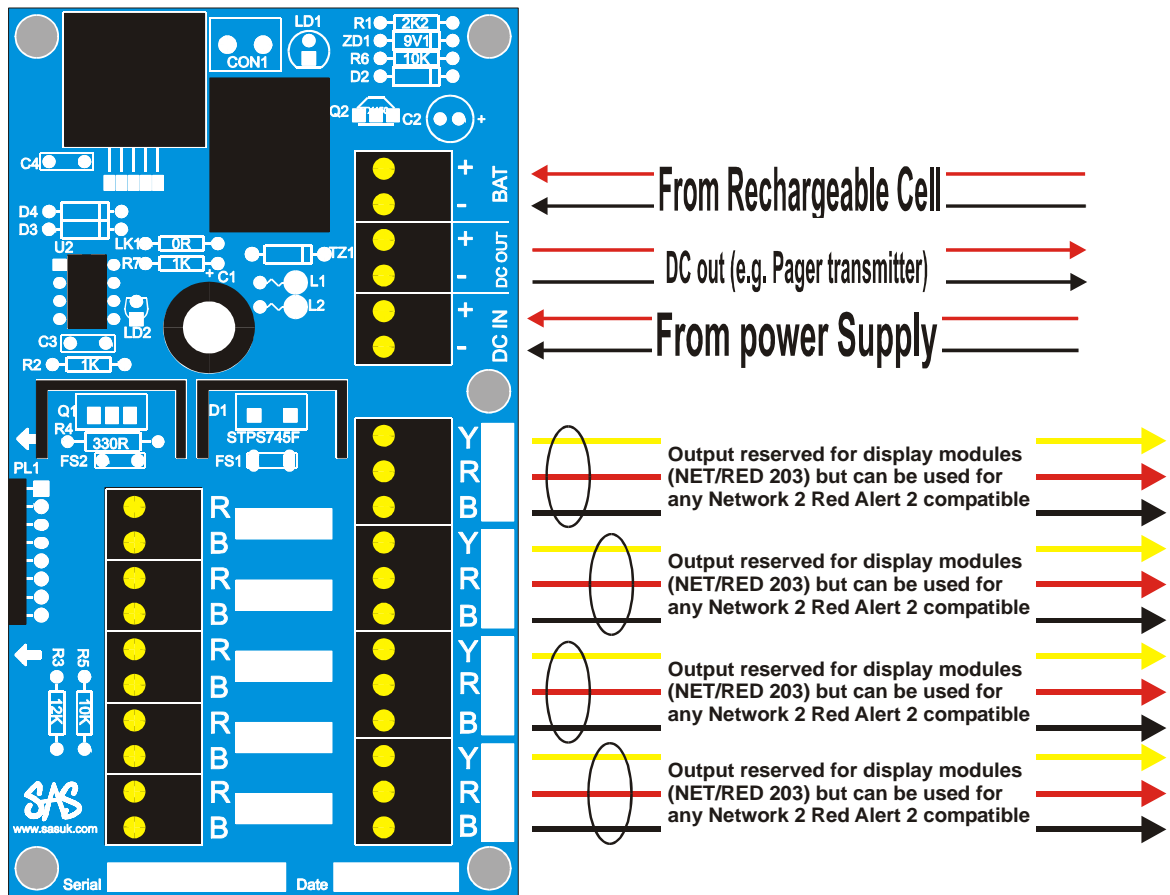 LD1
R1 2K2
ZD1 9V1
R6 10K
D2
CON1
Q2
C2 +
C4
+
-
BAT
From Rechargeable Cell
D4
D3
U2
LK1 0R
R7 1K
+ C1
TZ1
L1
L2
+
-
DC OUT
DC out (e.g. Pager transmitter)
LD2
C3
R2 1K
+
-
DC IN
From power Supply
Q1
R4
330R
FS2
D1
STPS745F
FS1
PL1
Y
R
B
Output reserved for display modules
(NET/RED 203) but can be used for
any Network 2 Red Alert 2 compatible
Y
R
B
Output reserved for display modules
(NET/RED 203) but can be used for
any Network 2 Red Alert 2 compatible
Y
R
B
Output reserved for display modules
(NET/RED 203) but can be used for
any Network 2 Red Alert 2 compatible
Y
R
B
Output reserved for display modules
(NET/RED 203) but can be used for
any Network 2 Red Alert 2 compatible
R
B
R
B
R
B
R
B
R
B
R3
12K
R5
10K
SAS
www.sasuk.com
Serial
Date